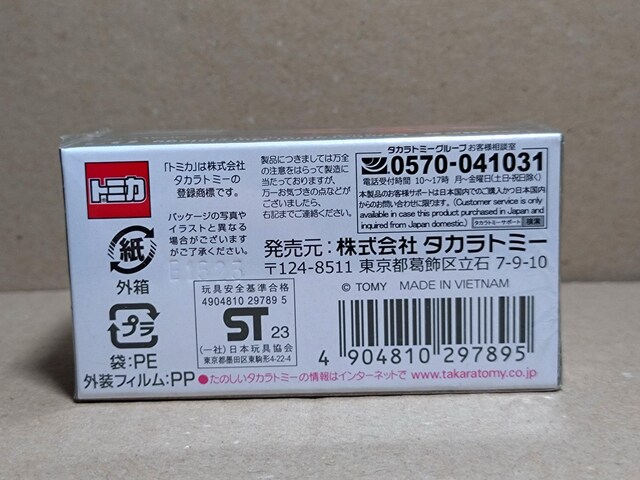 トミカ
「トミカ」は株式会社
タカラトミーの
登録商標です。
パッケージの写真や
イラストと異なる
場合がございます
がご了承ください。
紙
外箱
プラ
袋:PE
外装フィルム:PP
製品につきましては万全
の注意をはらって製造に
当たっておりますが、
万一お気づきの点などが
ございましたら、
右記までご連絡ください。
タカラトミーグループ お客様相談室
0570-041031
電話受付時間 10〜17時 月〜金曜日(土日・祝日除く)
本製品のお客様サポートは日本国内でのご購入かつ日本国内
からのお問い合わせに限ります。(Customer service is only
available in case this product purchased in Japan and
inquired from Japan domestic.) タカラトミーサポート 検索
発売元:株式会社 タカラトミー
〒124-8511 東京都葛飾区立石 7-9-10
© TOMY MADE IN VIETNAM
玩具安全基準合格
4904810 29789 5
ST 23
(一社)日本玩具協会
東京都墨田区東駒形4-22-4
4 904810 297895
●たのしいタカラトミーの情報はインターネットで www.takaratomy.co.jp